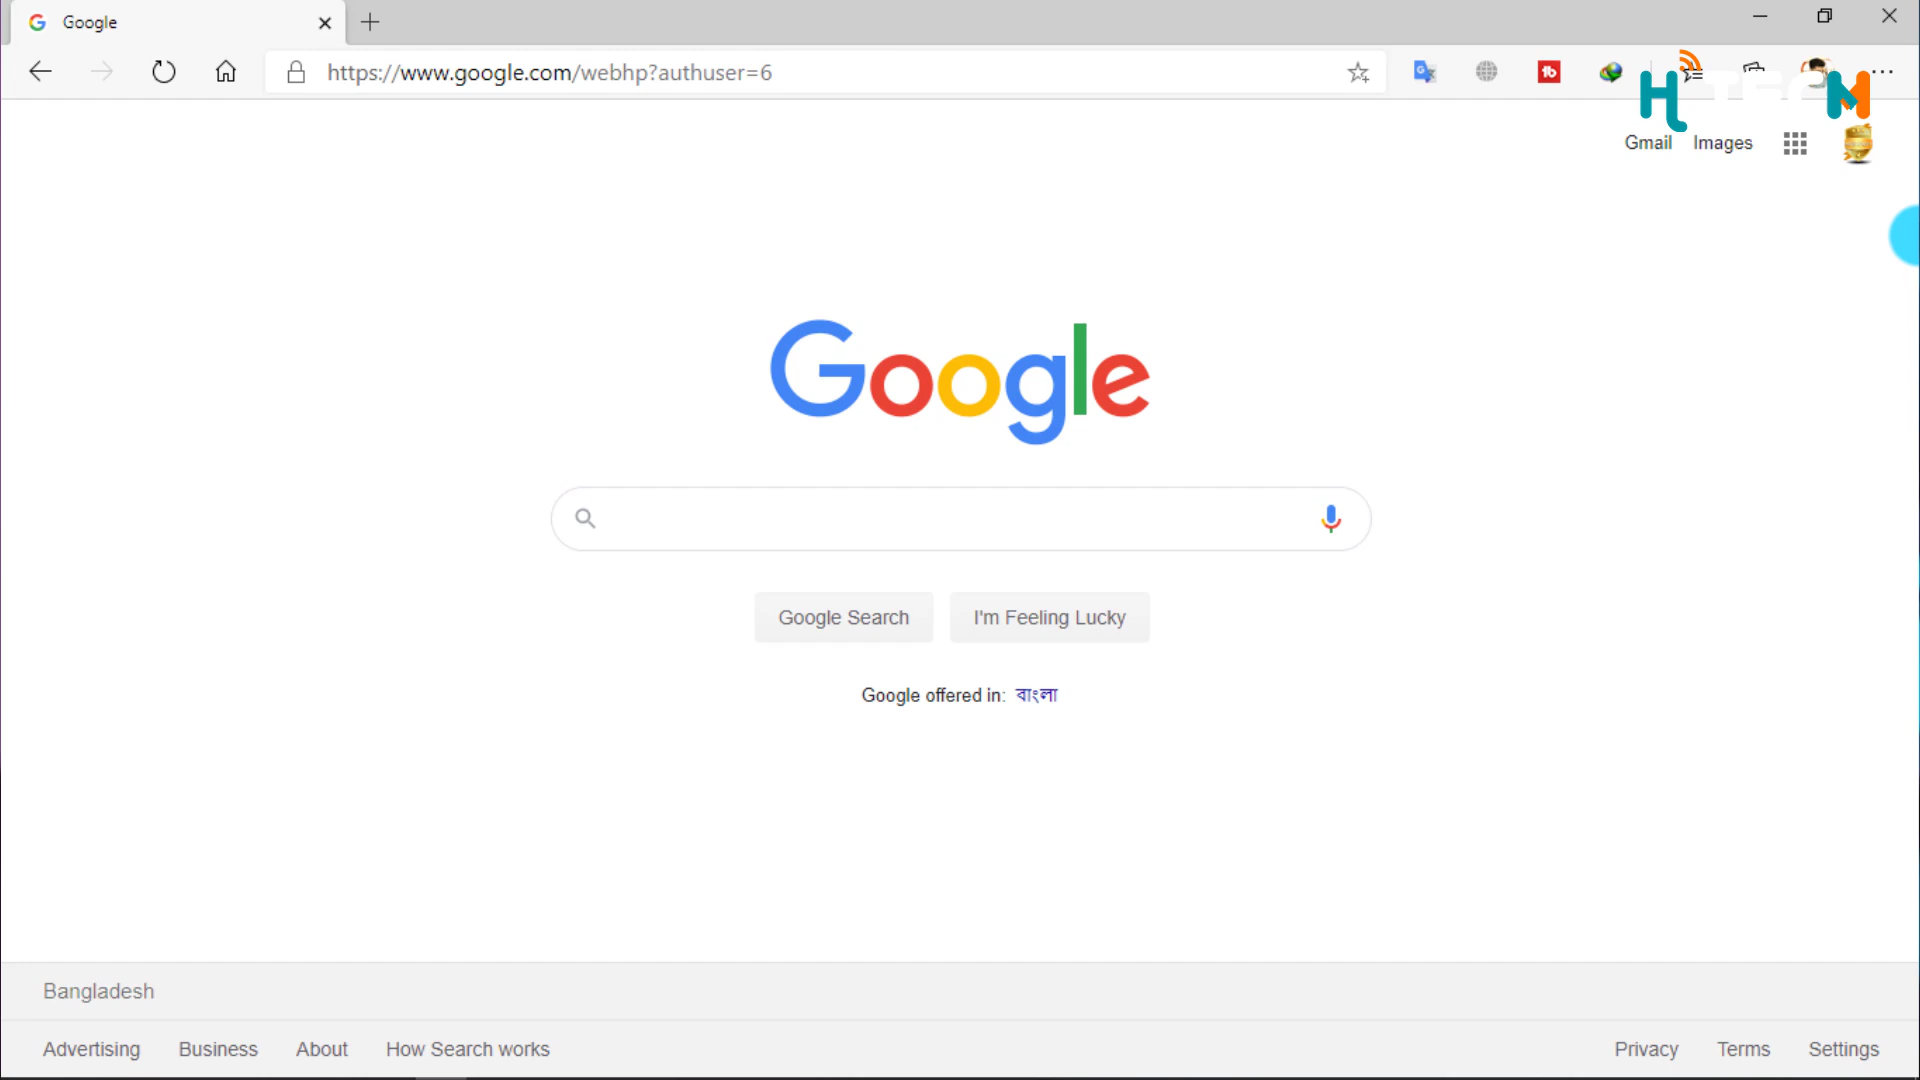 Google
https://www.google.com/webhp?authuser=6
H TECH
Gmail Images
Google
Google Search I'm Feeling Lucky
Google offered in: বাংলা
Bangladesh
Advertising Business About How Search works Privacy Terms Settings